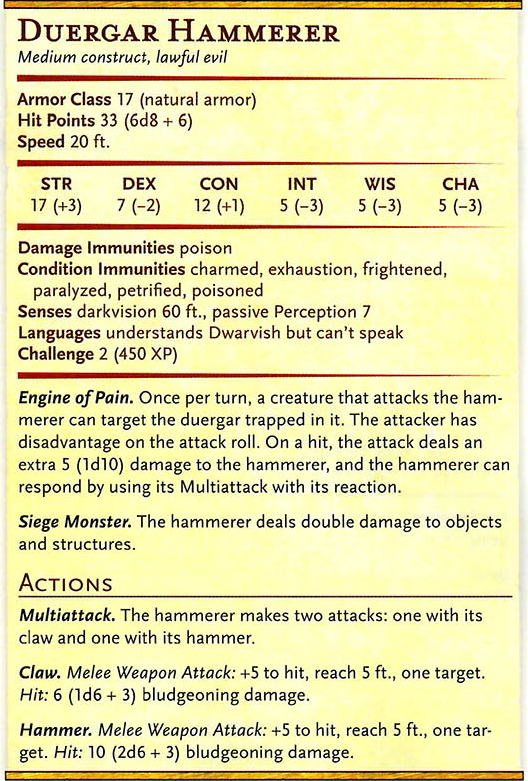 DUERGAR HAMMERER
Medium construct, lawful evil
Armor Class 17 (natural armor)
Hit Points 33 (6d8 + 6)
Speed 20 ft.
STR DEX CON INT WIS CHA
17 (+3) 7 (−2) 12 (+1) 5 (−3) 5 (−3) 5 (−3)
Damage Immunities poison
Condition Immunities charmed, exhaustion, frightened,
paralyzed, petrified, poisoned
Senses darkvision 60 ft., passive Perception 7
Languages understands Dwarvish but can't speak
Challenge 2 (450 XP)
Engine of Pain. Once per turn, a creature that attacks the ham-
merer can target the duergar trapped in it. The attacker has
disadvantage on the attack roll. On a hit, the attack deals an
extra 5 (1d10) damage to the hammerer, and the hammerer can
respond by using its Multiattack with its reaction.
Siege Monster. The hammerer deals double damage to objects
and structures.
ACTIONS
Multiattack. The hammerer makes two attacks: one with its
claw and one with its hammer.
Claw. Melee Weapon Attack: +5 to hit, reach 5 ft., one target.
Hit: 6 (1d6 + 3) bludgeoning damage.
Hammer. Melee Weapon Attack: +5 to hit, reach 5 ft., one tar-
get. Hit: 10 (2d6 + 3) bludgeoning damage.